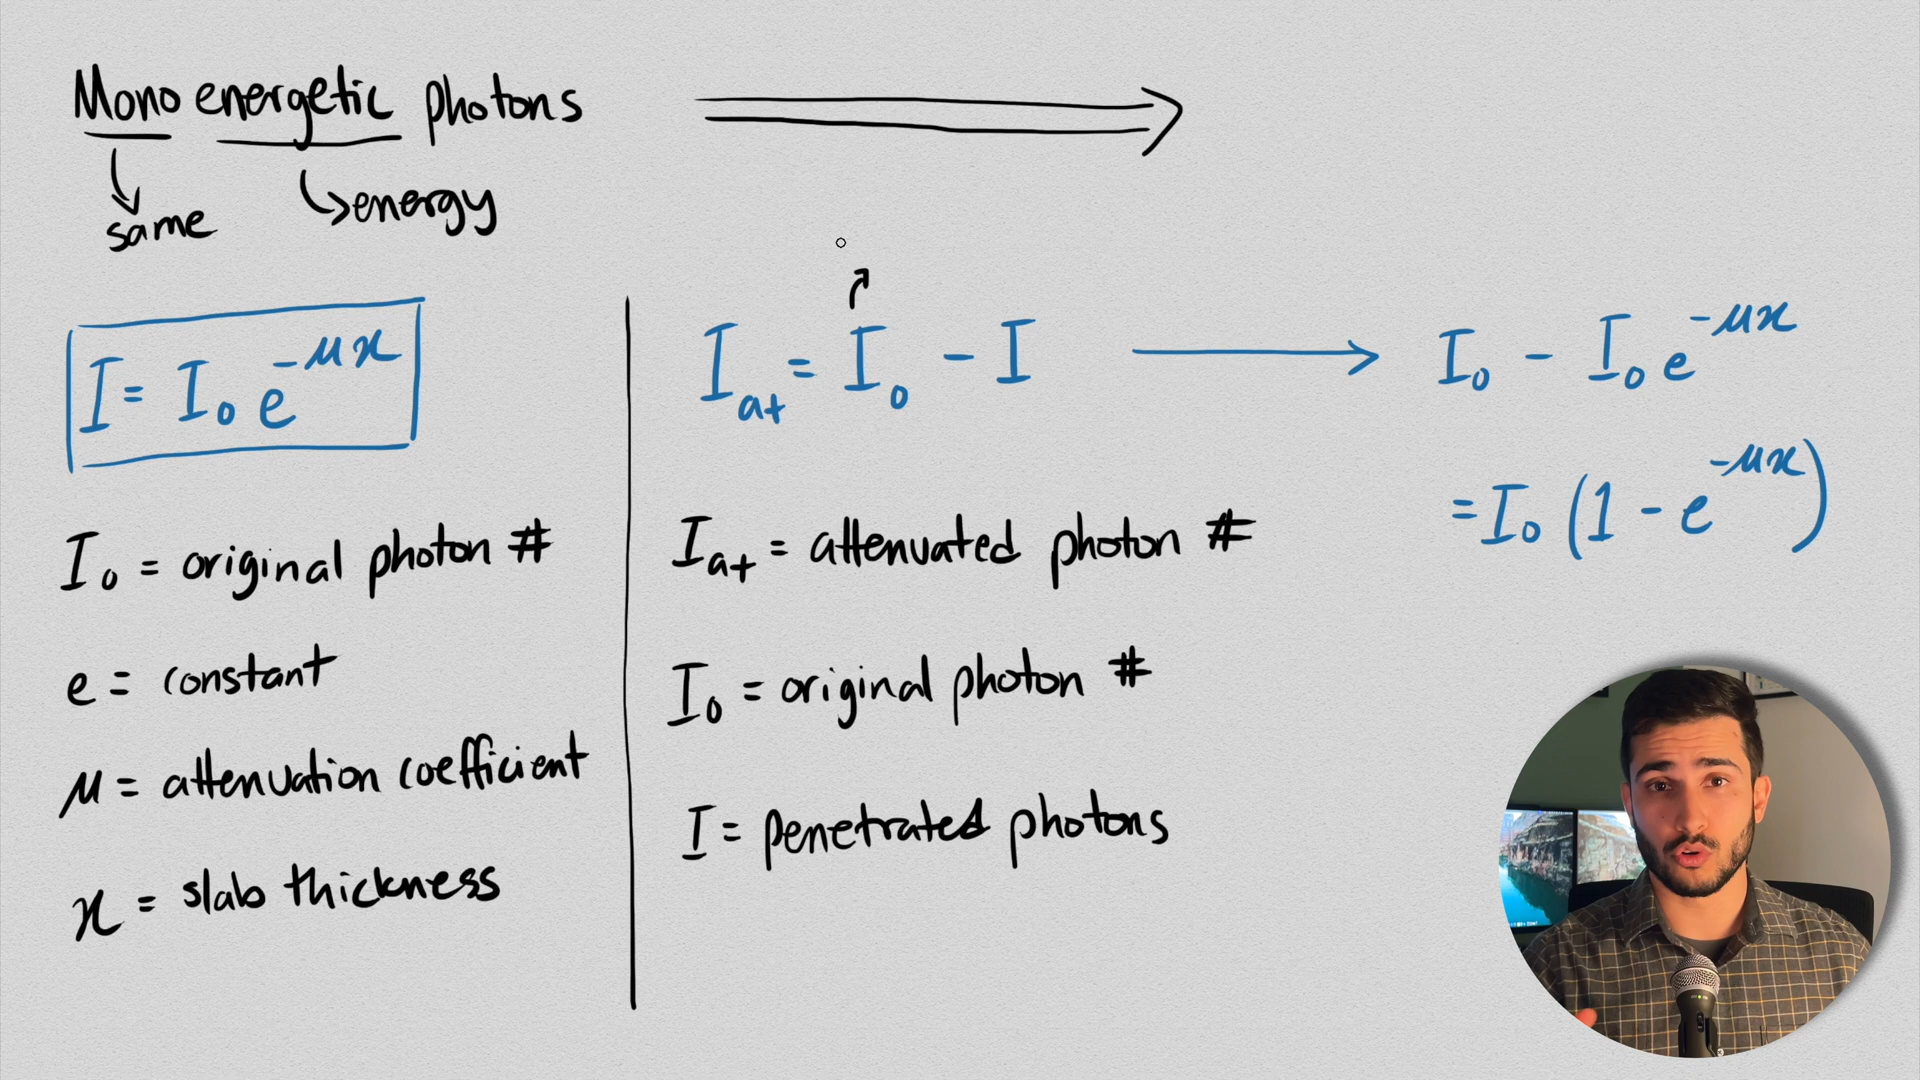 Mono energetic photons
same
energy
I = I₀ e^-μx
I₀ = original photon #
e = constant
μ = attenuation coefficient
x = slab thickness
I_at = I₀ - I
I₀ - I₀ e^-μx
= I₀ (1 - e^-μx)
I_at = attenuated photon #
I₀ = original photon #
I = penetrated photons